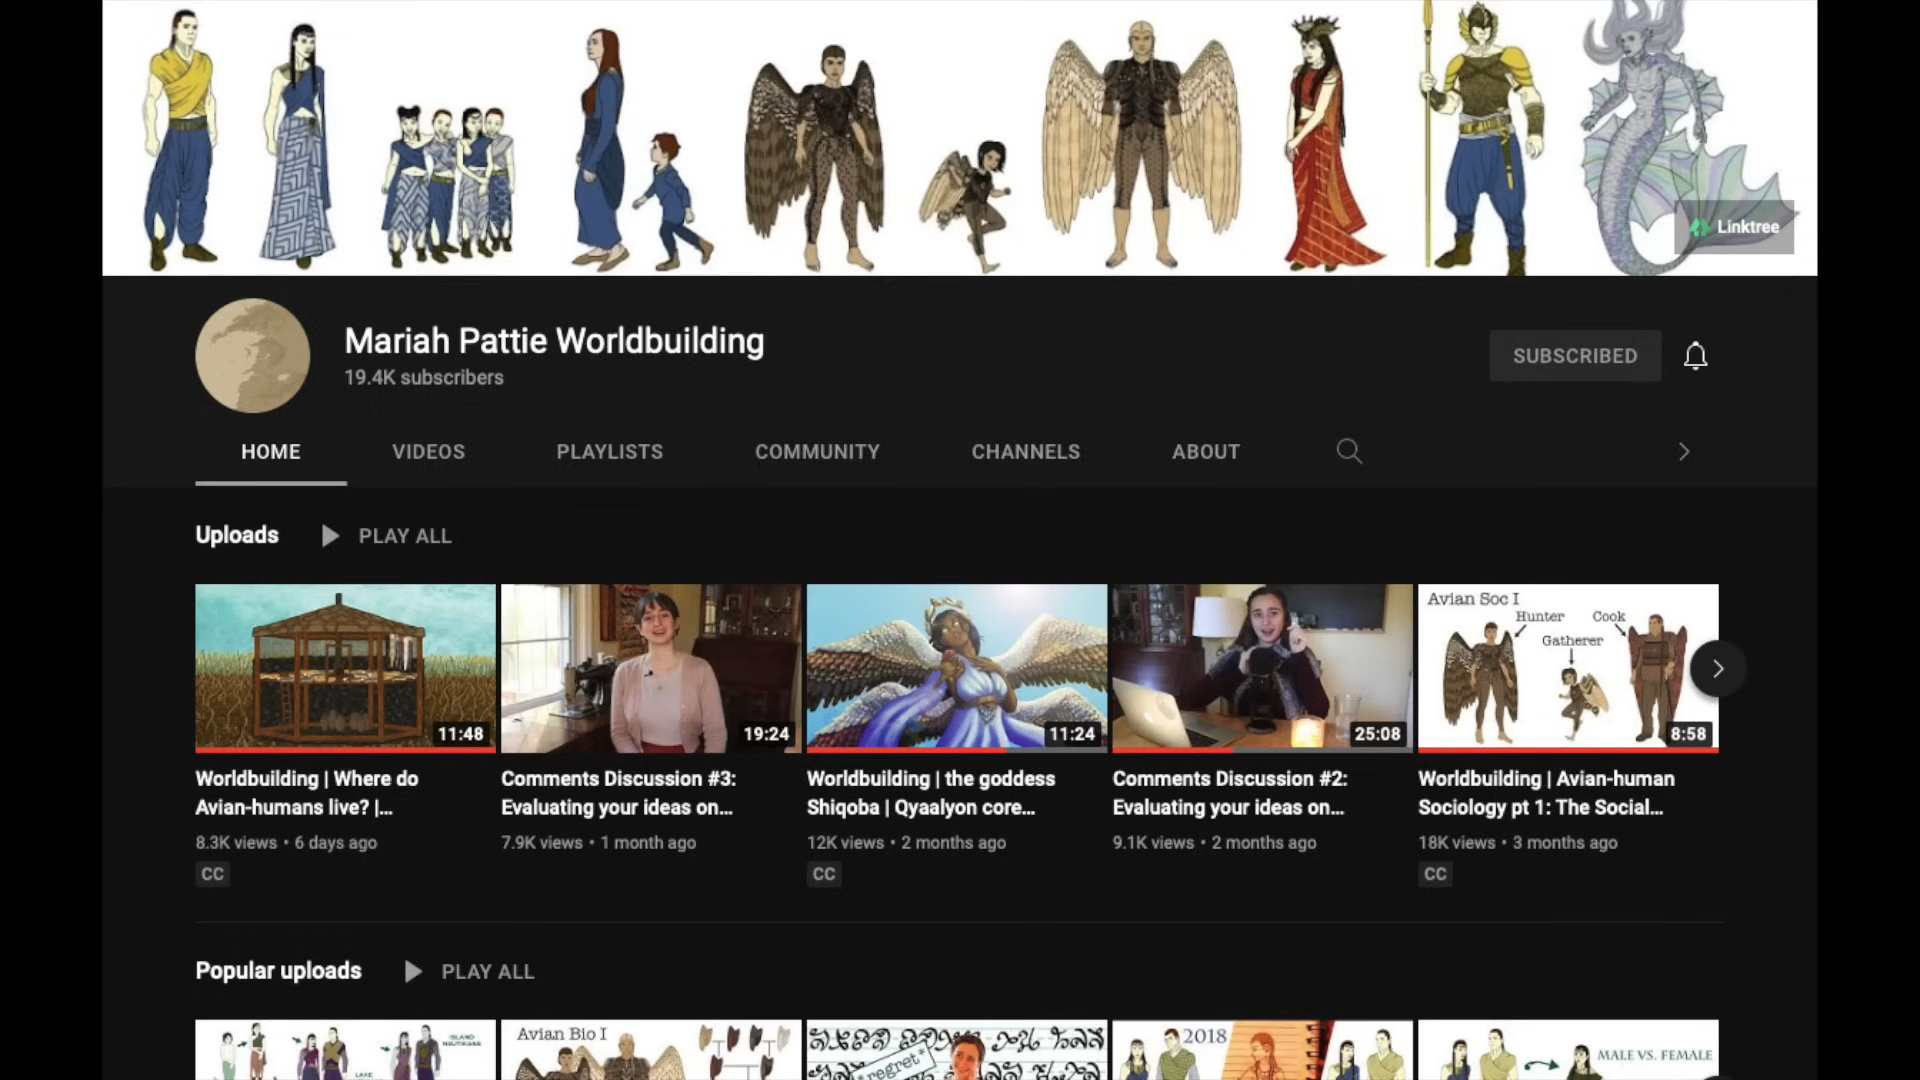 Linktree
Mariah Pattie Worldbuilding
19.4K subscribers
SUBSCRIBED
HOME VIDEOS PLAYLISTS COMMUNITY CHANNELS ABOUT
Uploads PLAY ALL
11:48
19:24
11:24
25:08
Avian Soc I
Hunter Cook
Gatherer
8:58
Worldbuilding | Where do
Avian-humans live? |...
8.3K views • 6 days ago
CC
Comments Discussion #3:
Evaluating your ideas on...
7.9K views • 1 month ago
Worldbuilding | the goddess
Shiqoba | Qyaalyon core...
12K views • 2 months ago
CC
Comments Discussion #2:
Evaluating your ideas on...
9.1K views • 2 months ago
Worldbuilding | Avian-human
Sociology pt 1: The Social...
18K views • 3 months ago
CC
Popular uploads PLAY ALL
ISLAND
NAUTIKANS
LAKE
Avian Bio I
*regret*
2018
MALE VS. FEMALE